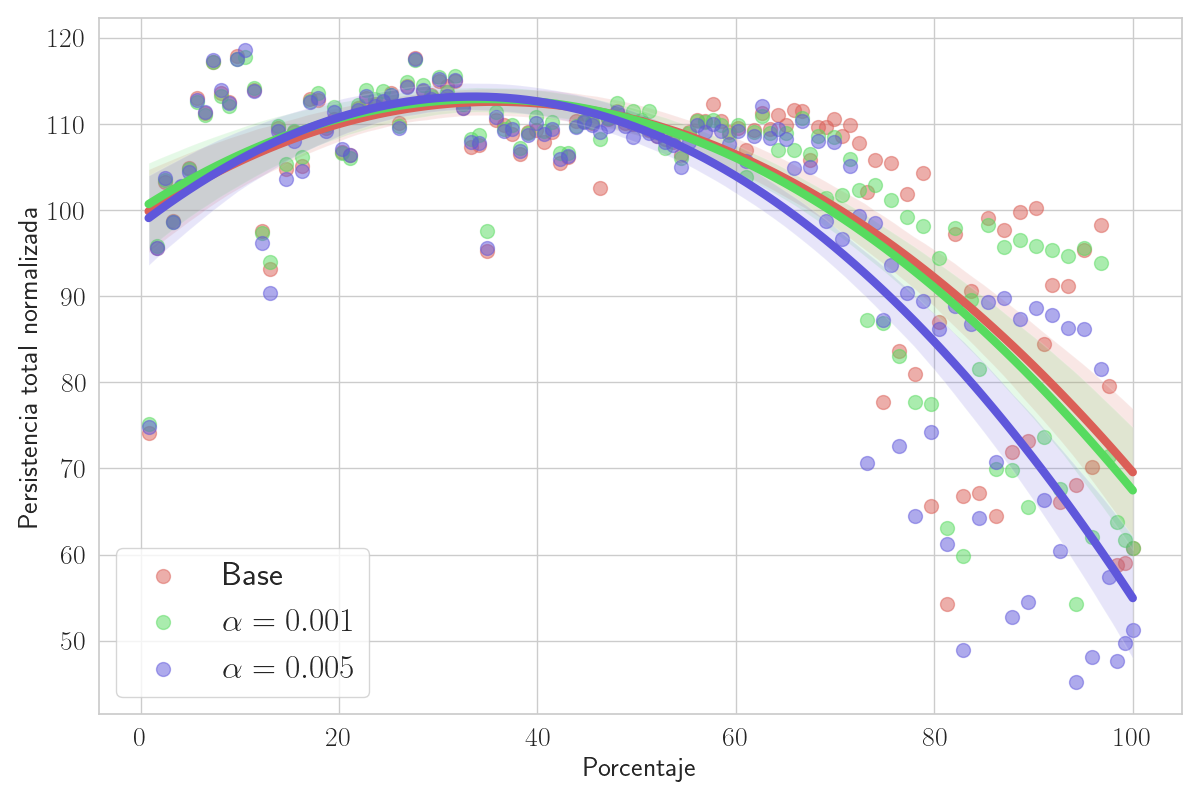 120
110
100
90
80
70
60
50
Persistencia total normalizada
Base
α = 0.001
α = 0.005
0 20 40 60 80 100
Porcentaje